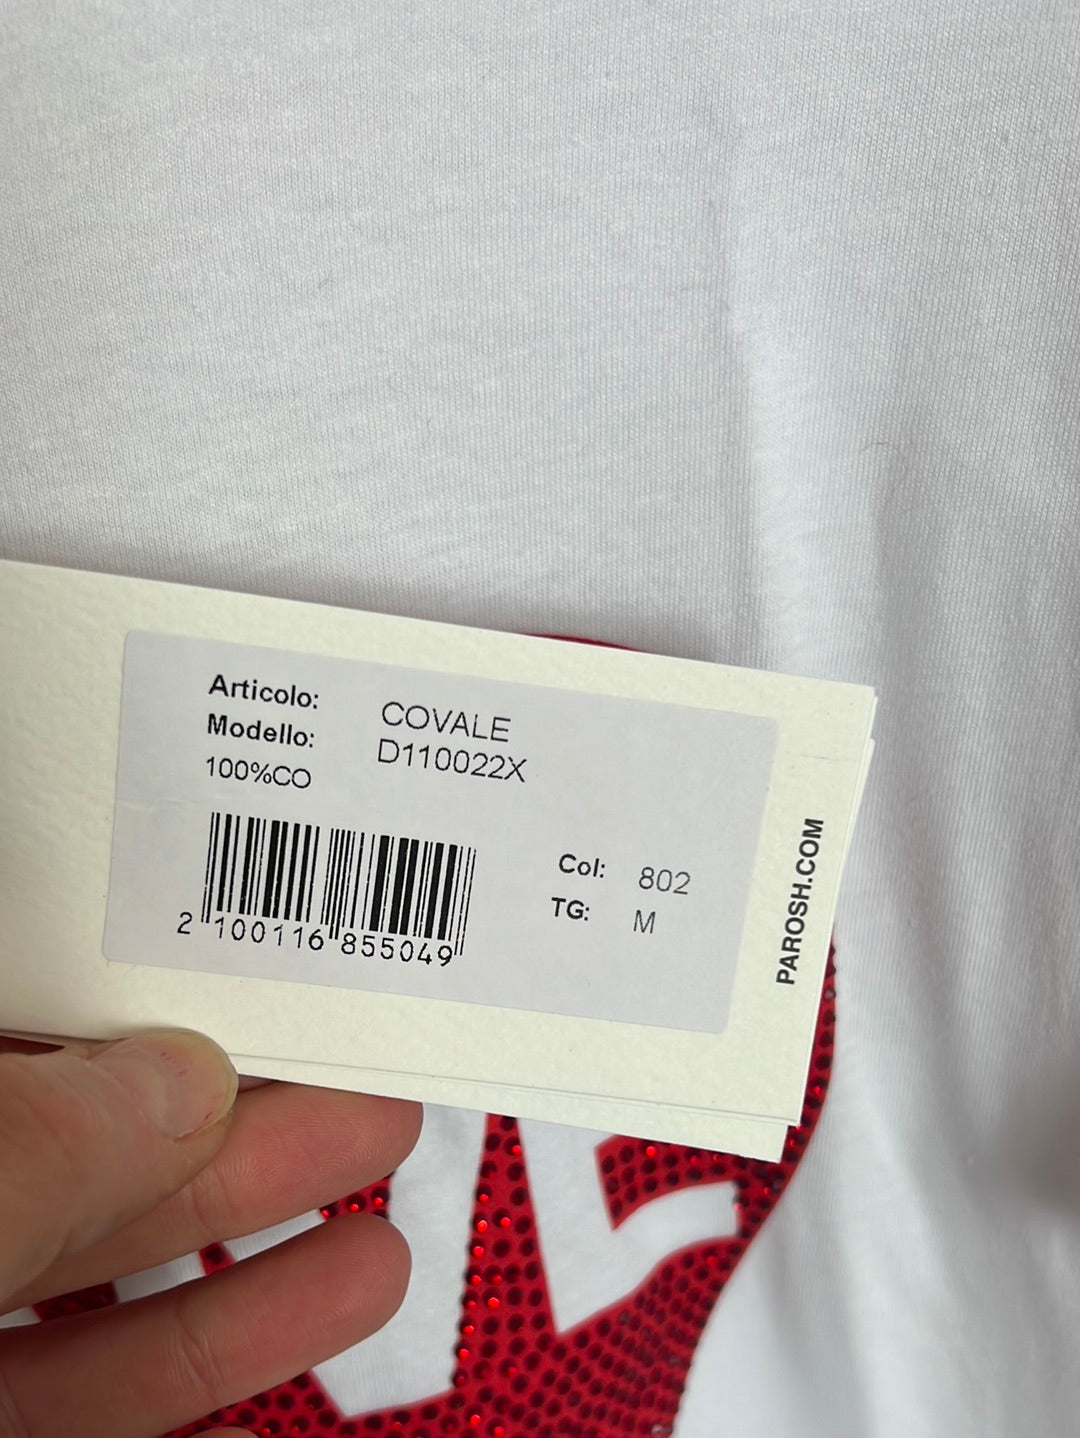 Articolo: COVALE
Modello: D110022X
100%CO
Col: 802
TG: M
2 100116 855049
PAROSH.COM